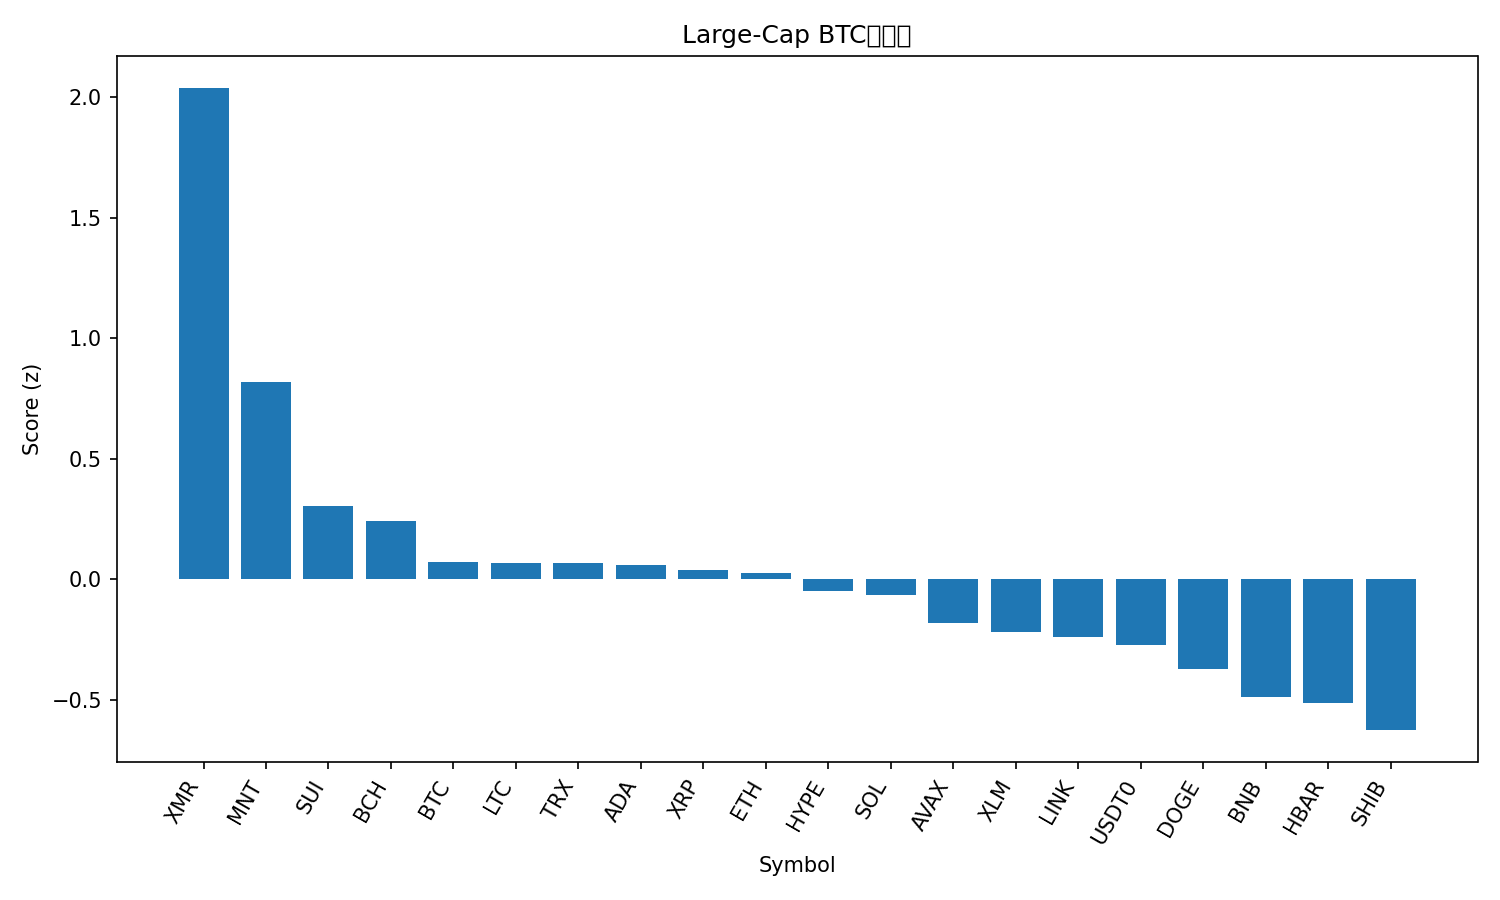 Large-Cap BTC
Score (z)
2.0
1.5
1.0
0.5
0.0
−0.5
XMR
MNT
SUI
BCH
BTC
LTC
TRX
ADA
XRP
ETH
HYPE
SOL
AVAX
XLM
LINK
USDT0
DOGE
BNB
HBAR
SHIB
Symbol